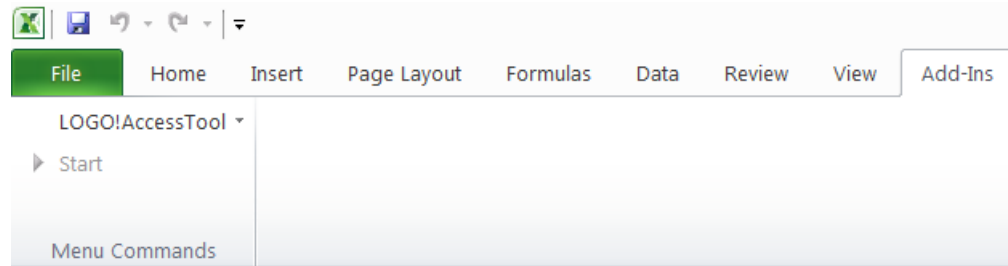 File Home Insert Page Layout Formulas Data Review View Add-Ins
LOGO!AccessTool
Start
Menu Commands